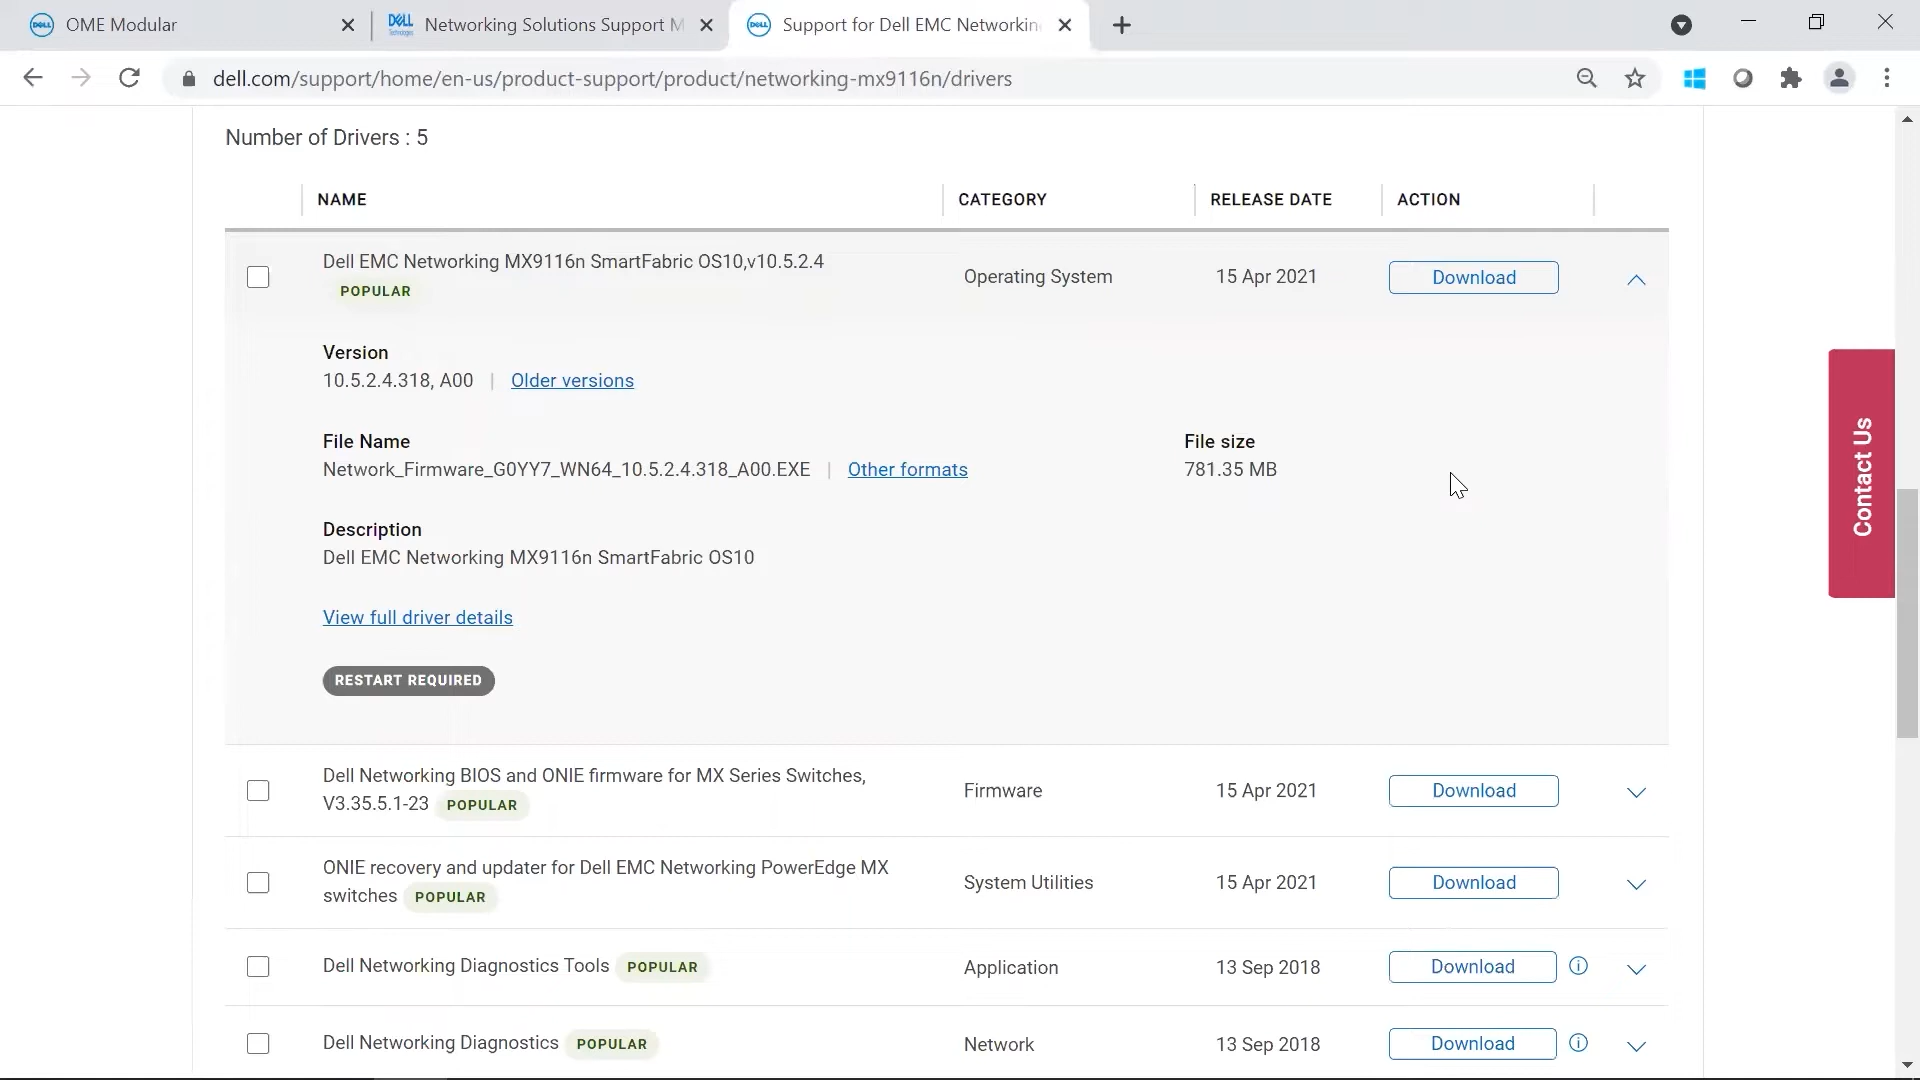 OME Modular
DELL Technologies
Networking Solutions Support M
DELL
Support for Dell EMC Networkin
dell.com/support/home/en-us/product-support/product/networking-mx9116n/drivers
Number of Drivers : 5
NAME CATEGORY RELEASE DATE ACTION
Dell EMC Networking MX9116n SmartFabric OS10,v10.5.2.4
POPULAR
Operating System 15 Apr 2021 Download
Version
10.5.2.4.318, A00 | Older versions
File Name File size
Network_Firmware_G0YY7_WN64_10.5.2.4.318_A00.EXE | Other formats 781.35 MB
Description
Dell EMC Networking MX9116n SmartFabric OS10
View full driver details
RESTART REQUIRED
Dell Networking BIOS and ONIE firmware for MX Series Switches,
V3.35.5.1-23 POPULAR
Firmware 15 Apr 2021 Download
ONIE recovery and updater for Dell EMC Networking PowerEdge MX
switches POPULAR
System Utilities 15 Apr 2021 Download
Dell Networking Diagnostics Tools POPULAR Application 13 Sep 2018 Download
Dell Networking Diagnostics POPULAR Network 13 Sep 2018 Download
Contact Us